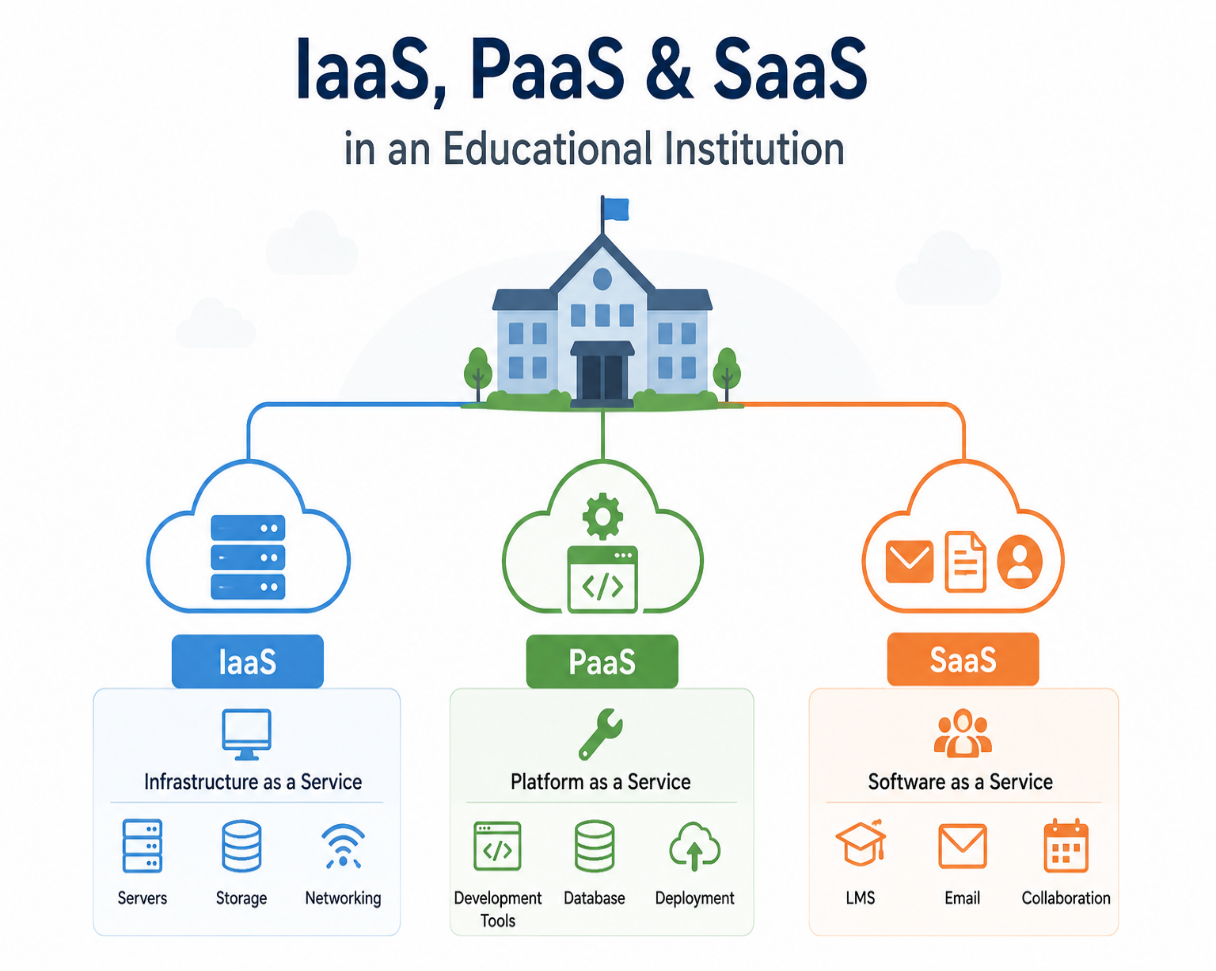 IaaS, PaaS & SaaS
in an Educational Institution
IaaS
PaaS
SaaS
Infrastructure as a Service
Platform as a Service
Software as a Service
Servers
Storage
Networking
Development
Tools
Database
Deployment
LMS
Email
Collaboration